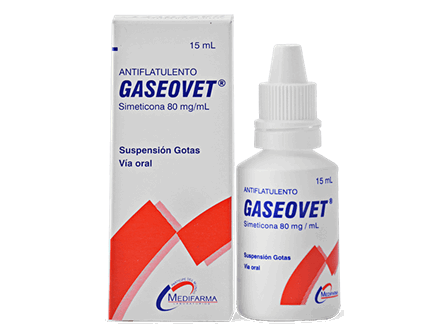 15 mL
ANTIFLATULENTO
GASEOVET®
Simeticona 80 mg/mL
Suspensión Gotas
Vía oral
MEDIFARMA
ANTIFLATULENTO
15 mL
GASEOVET®
Simeticona 80 mg / mL
Suspensión Gotas
Vía oral
MEDIFARMA